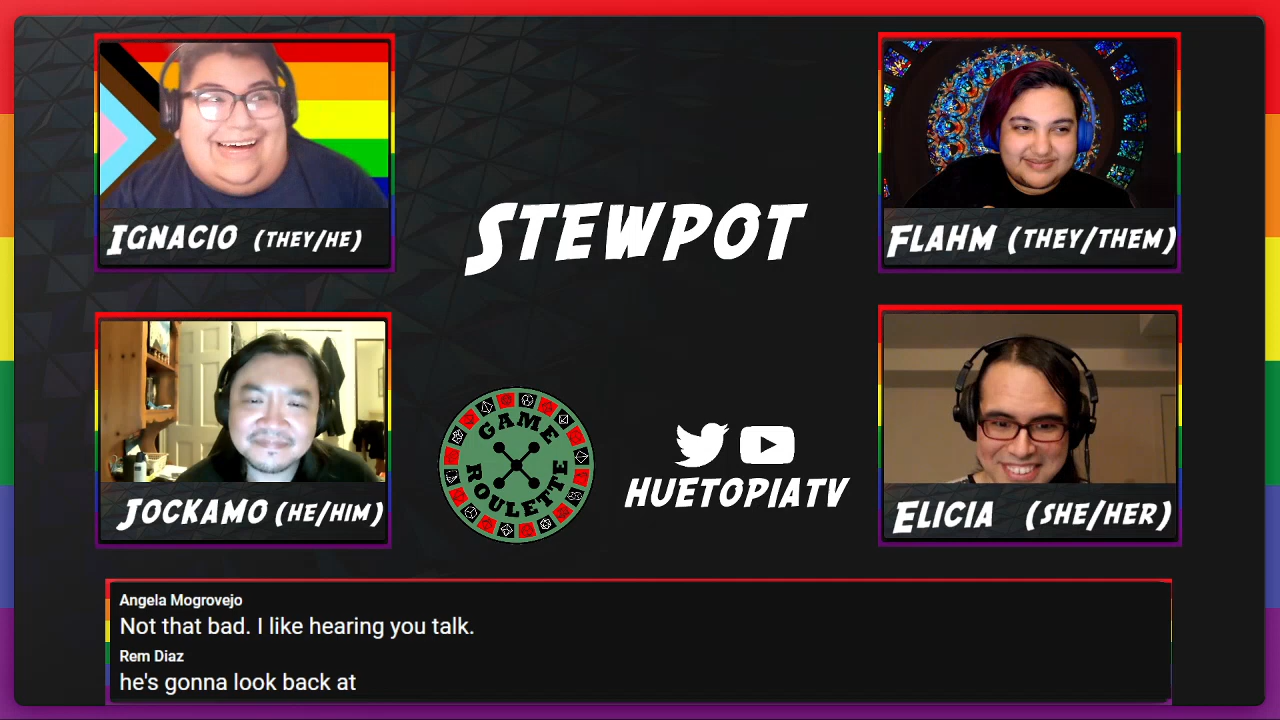 IGNACIO (THEY/HE)
FLAHM (THEY/THEM)
STEWPOT
JOCKAMO (HE/HIM)
GAME
ROULETTE
HUETOPIATV
ELICIA (SHE/HER)
Angela Mogrovejo
Not that bad. I like hearing you talk.
Rem Diaz
he's gonna look back at